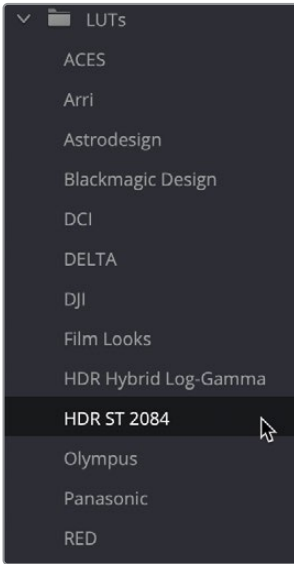 LUTs
ACES
Arri
Astrodesign
Blackmagic Design
DCI
DELTA
DJI
Film Looks
HDR Hybrid Log-Gamma
HDR ST 2084
Olympus
Panasonic
RED